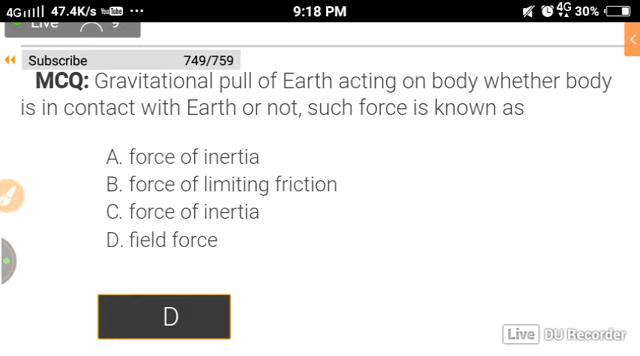 4G 47.4K/s YouTube ... 9:18 PM 4G 30%
Live 9
Subscribe 749/759
MCQ: Gravitational pull of Earth acting on body whether body
is in contact with Earth or not, such force is known as
A. force of inertia
B. force of limiting friction
C. force of inertia
D. field force
D
Live DU Recorder